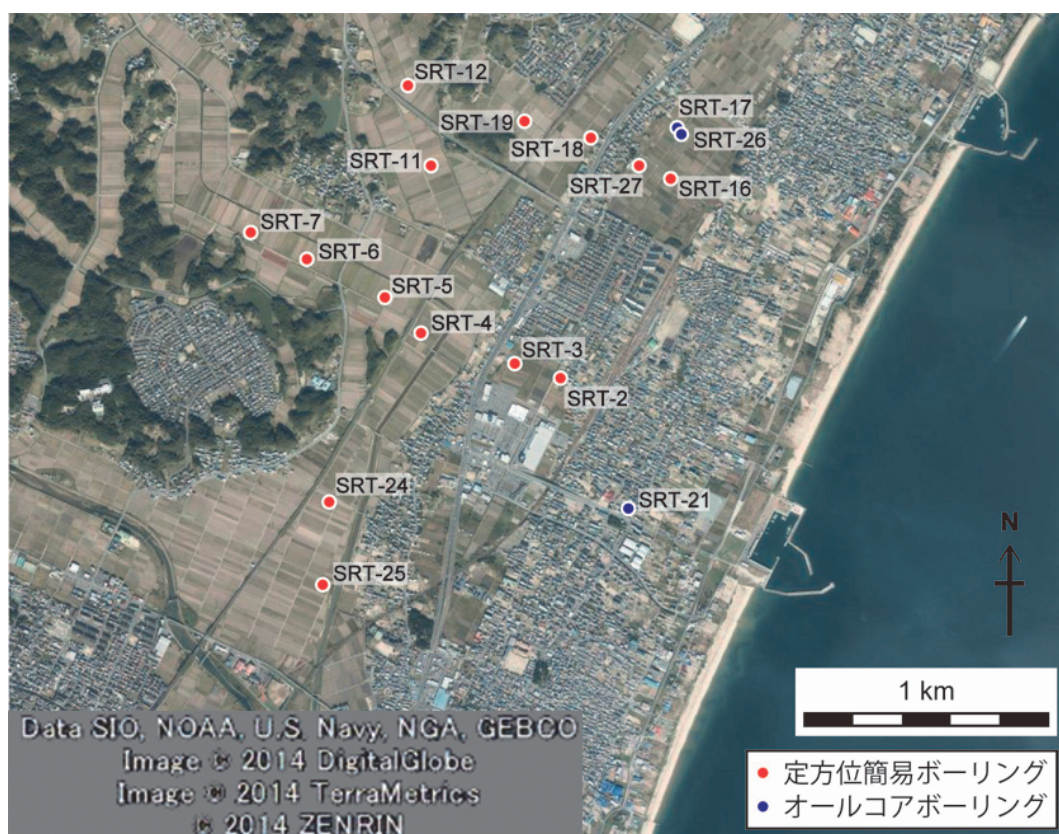 SRT-12
SRT-17
SRT-19
SRT-26
SRT-18
SRT-11
SRT-27
SRT-16
SRT-7
SRT-6
SRT-5
SRT-4
SRT-3
SRT-2
SRT-24
SRT-21
N
SRT-25
1 km
Data SIO, NOAA, U.S. Navy, NGA, GEBCO
Image © 2014 DigitalGlobe
Image © 2014 TerraMetrics
© 2014 ZENRIN
定方位簡易ボーリング
オールコアボーリング